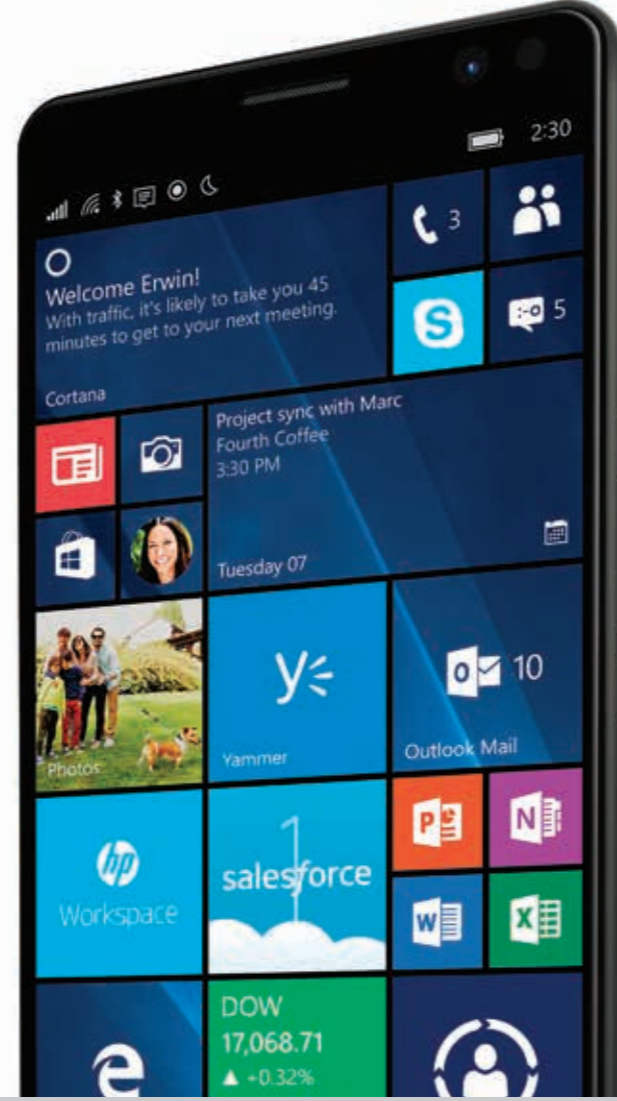 2:30
Welcome Erwin!
With traffic, it's likely to take you 45
minutes to get to your next meeting.
Cortana
3
S
:-o 5
Project sync with Marc
Fourth Coffee
3:30 PM
Tuesday 07
Photos
y
Yammer
o 10
Outlook Mail
hp
Workspace
1
salesforce
P
N
W
X
e
DOW
17,068.71
▲ +0.32%